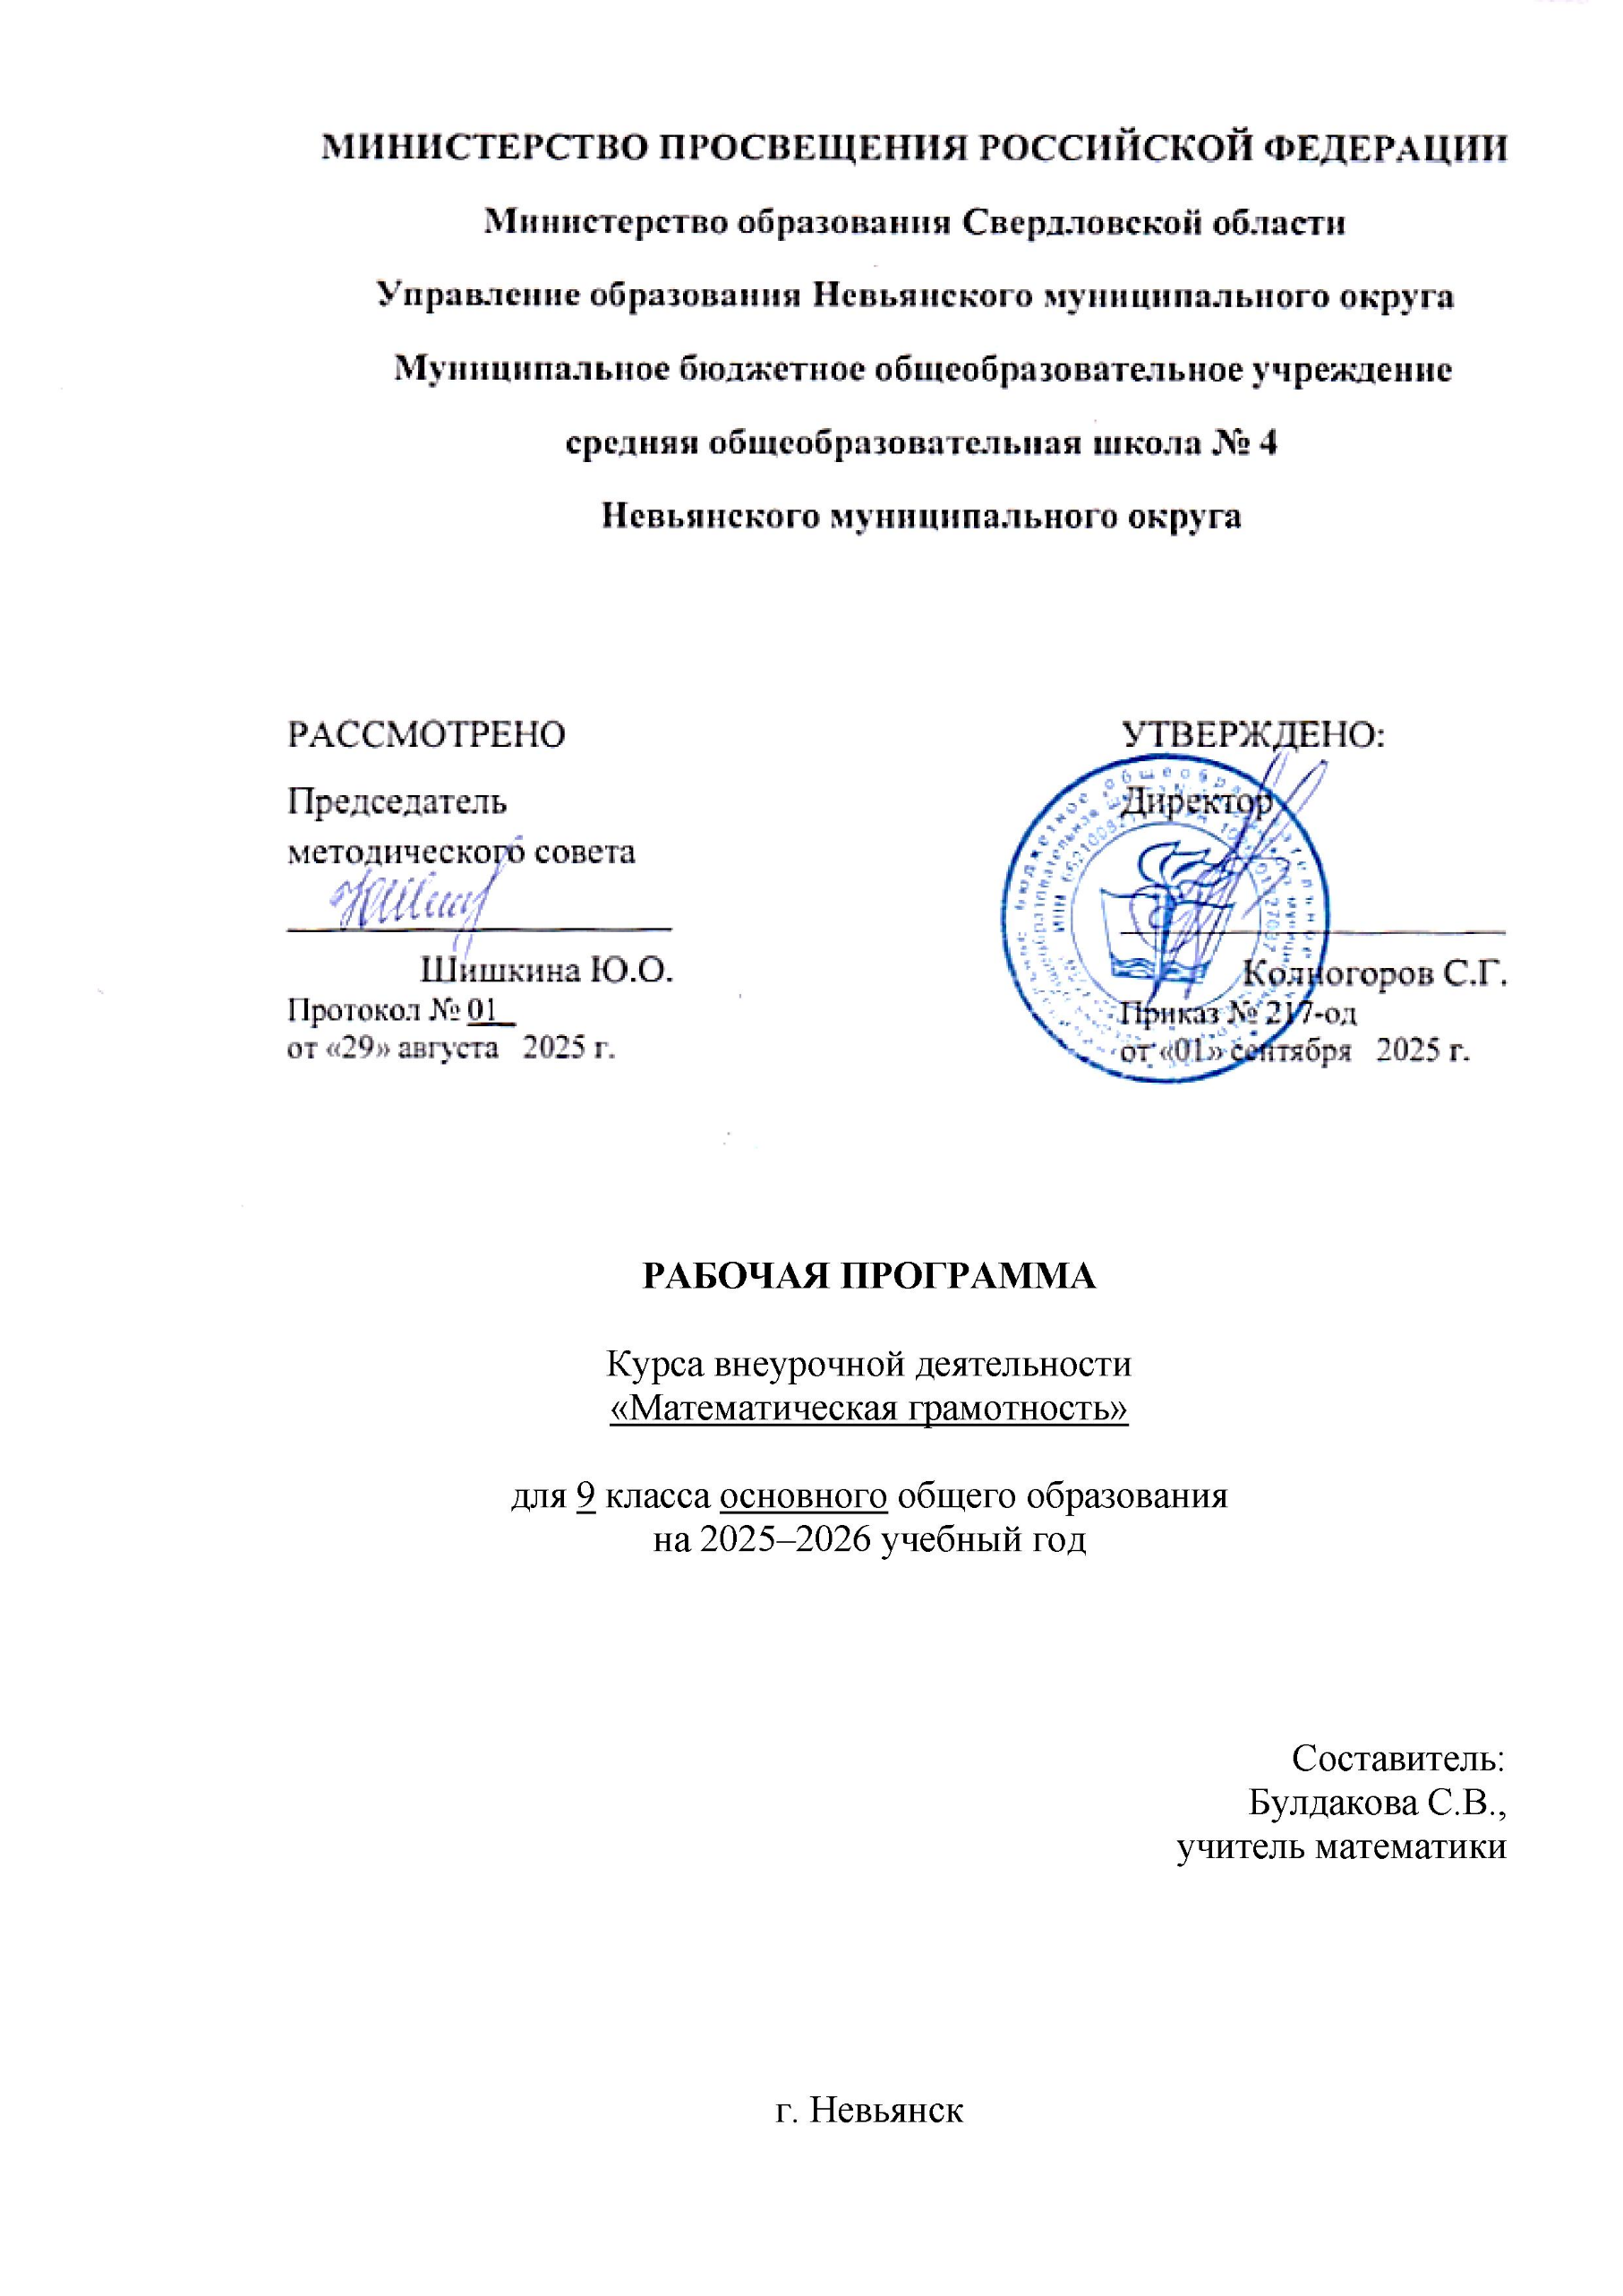 МИНИСТЕРСТВО ПРОСВЕЩЕНИЯ РОССИЙСКОЙ ФЕДЕРАЦИИ
Министерство образования Свердловской области
Управление образования Невьянского муниципального округа
Муниципальное бюджетное общеобразовательное учреждение
средняя общеобразовательная школа № 4
Невьянского муниципального округа
РАССМОТРЕНО
Председатель
методического совета
Шишкина Ю.О.
Протокол № 01
от «29» августа 2025 г.
УТВЕРЖДЕНО:
Директор
Колногоров С.Г.
Приказ № 217-од
от «01» сентября 2025 г.
РАБОЧАЯ ПРОГРАММА
Курса внеурочной деятельности
«Математическая грамотность»
для 9 класса основного общего образования
на 2025–2026 учебный год
Составитель:
Булдакова С.В.,
учитель математики
г. Невьянск